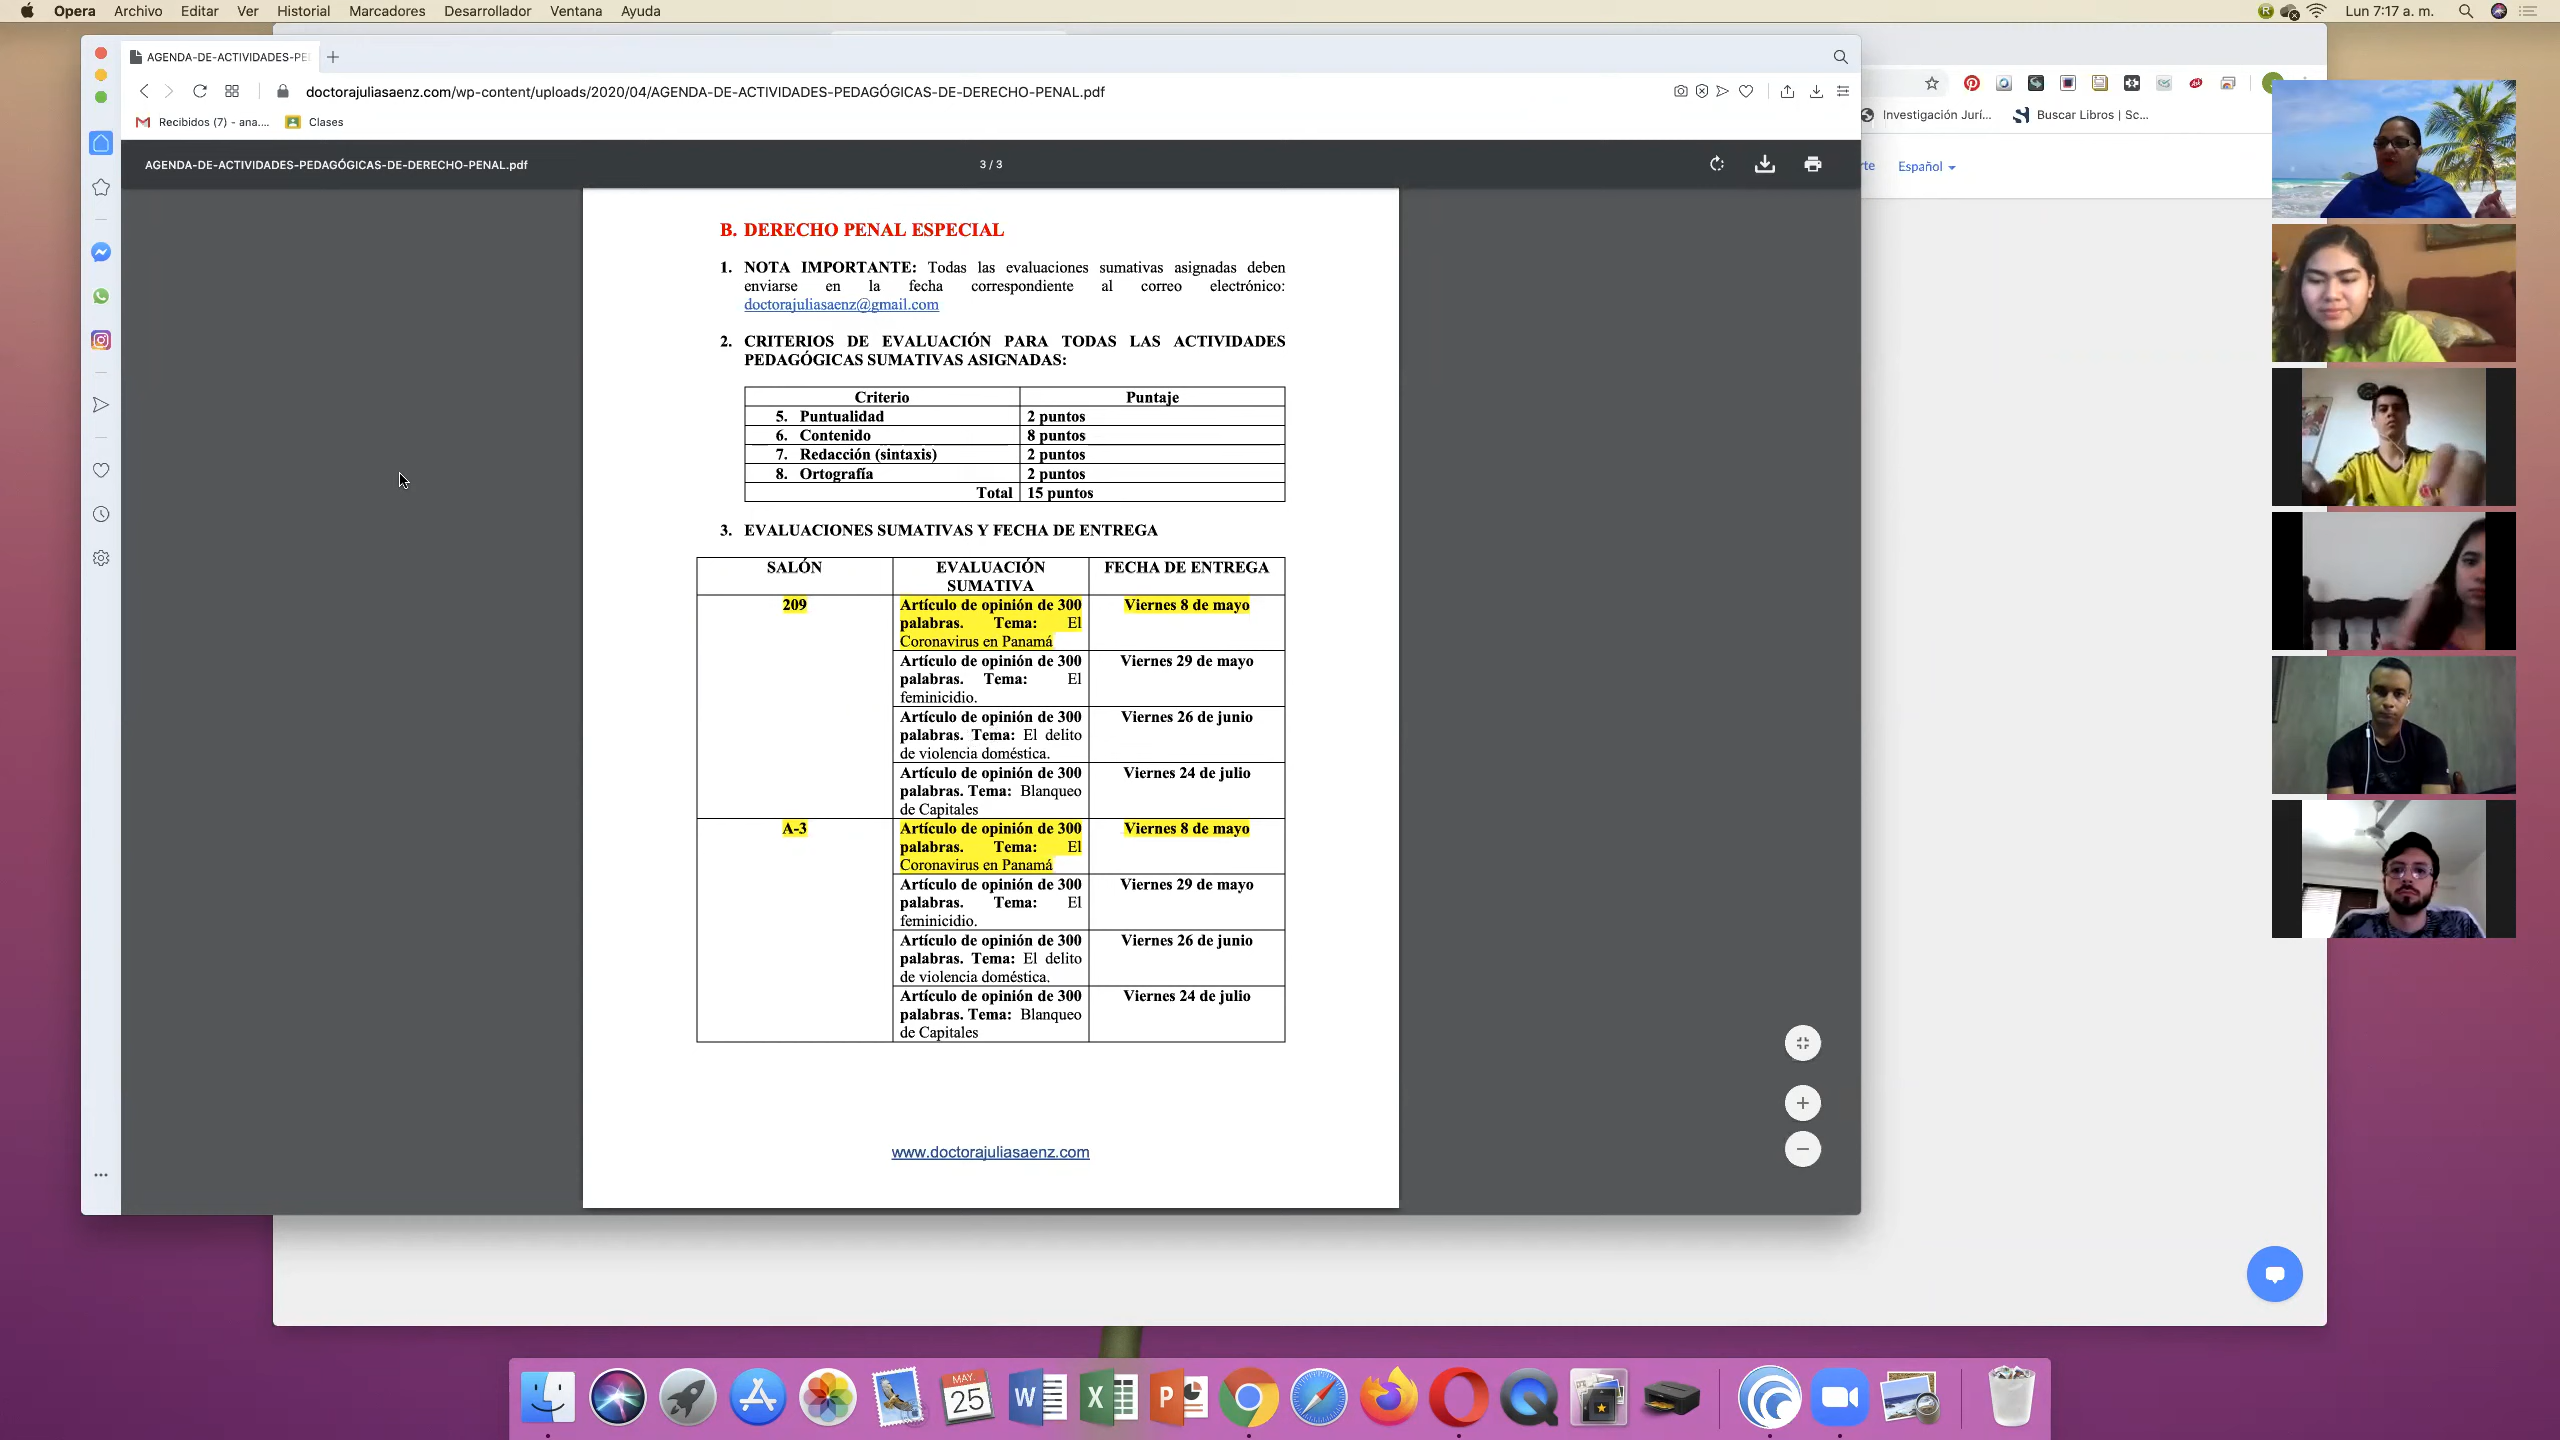 Opera Archivo Editar Ver Historial Marcadores Desarrollador Ventana Ayuda
Lun 7:17 a. m.
AGENDA-DE-ACTIVIDADES-PE
doctorajuliasaenz.com/wp-content/uploads/2020/04/AGENDA-DE-ACTIVIDADES-PEDAGÓGICAS-DE-DERECHO-PENAL.pdf
Recibidos (7) - ana.... Clases
Investigación Jurí... Buscar Libros | Sc...
AGENDA-DE-ACTIVIDADES-PEDAGÓGICAS-DE-DERECHO-PENAL.pdf 3 / 3
rte Español
B. DERECHO PENAL ESPECIAL
1. NOTA IMPORTANTE: Todas las evaluaciones sumativas asignadas deben
enviarse en la fecha correspondiente al correo electrónico:
doctorajuliasaenz@gmail.com
2. CRITERIOS DE EVALUACIÓN PARA TODAS LAS ACTIVIDADES
PEDAGÓGICAS SUMATIVAS ASIGNADAS:
Criterio Puntaje
5. Puntualidad 2 puntos
6. Contenido 8 puntos
7. Redacción (sintaxis) 2 puntos
8. Ortografía 2 puntos
Total 15 puntos
3. EVALUACIONES SUMATIVAS Y FECHA DE ENTREGA
SALÓN EVALUACIÓN FECHA DE ENTREGA
SUMATIVA
209 Artículo de opinión de 300 Viernes 8 de mayo
palabras. Tema: El
Coronavirus en Panamá
Artículo de opinión de 300 Viernes 29 de mayo
palabras. Tema: El
feminicidio.
Artículo de opinión de 300 Viernes 26 de junio
palabras. Tema: El delito
de violencia doméstica.
Artículo de opinión de 300 Viernes 24 de julio
palabras. Tema: Blanqueo
de Capitales
A-3 Artículo de opinión de 300 Viernes 8 de mayo
palabras. Tema: El
Coronavirus en Panamá
Artículo de opinión de 300 Viernes 29 de mayo
palabras. Tema: El
feminicidio.
Artículo de opinión de 300 Viernes 26 de junio
palabras. Tema: El delito
de violencia doméstica.
Artículo de opinión de 300 Viernes 24 de julio
palabras. Tema: Blanqueo
de Capitales
www.doctorajuliasaenz.com
MAY.
25
W X P